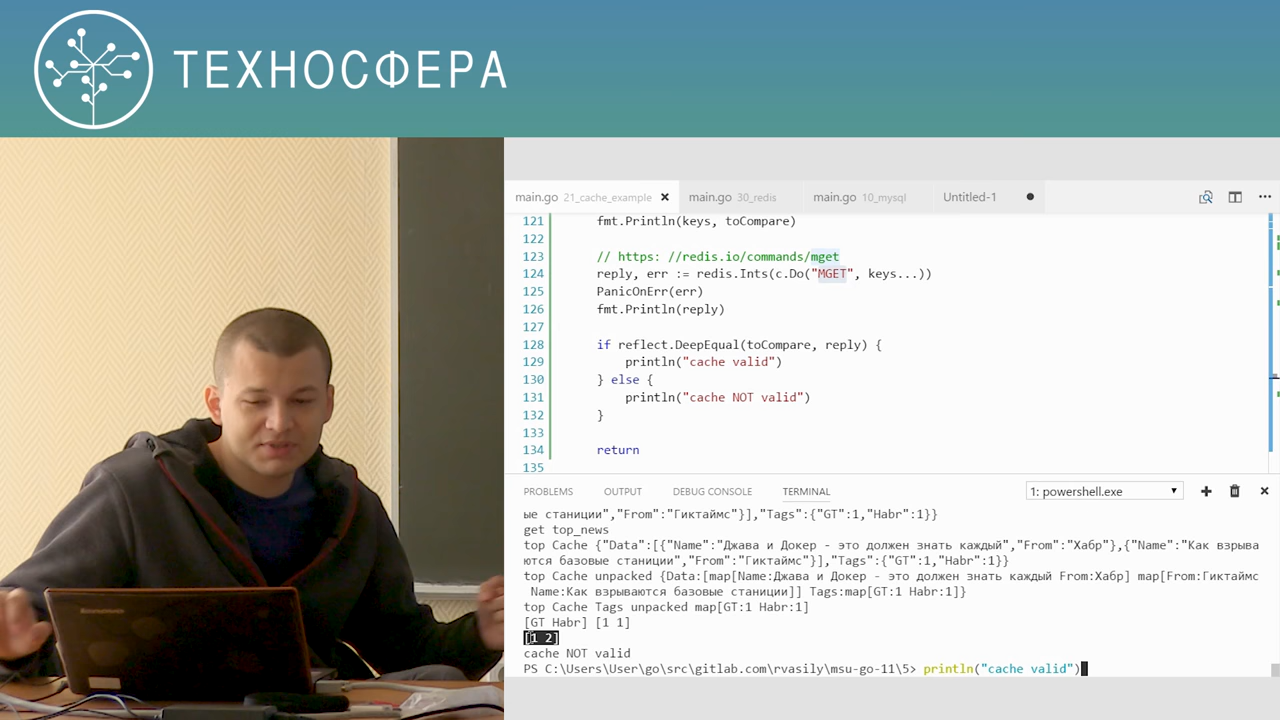 ТЕХНОСФЕРА
main.go 21_cache_example × main.go 30_redis main.go 10_mysql Untitled-1 ● ...
121 fmt.Println(keys, toCompare)
122
123 // https: //redis.io/commands/mget
124 reply, err := redis.Ints(c.Do("MGET", keys...))
125 PanicOnErr(err)
126 fmt.Println(reply)
127
128 if reflect.DeepEqual(toCompare, reply) {
129 println("cache valid")
130 } else {
131 println("cache NOT valid")
132 }
133
134 return
135
PROBLEMS OUTPUT DEBUG CONSOLE TERMINAL 1: powershell.exe
ые станиции","From":"Гиктаймс"}],"Tags":{"GT":1,"Habr":1}}
get top_news
top Cache {"Data":[{"Name":"Джава и Докер - это должен знать каждый","From":"Хабр"},{"Name":"Как взрыва
ются базовые станиции","From":"Гиктаймс"}],"Tags":{"GT":1,"Habr":1}}
top Cache unpacked {Data:[map[Name:Джава и Докер - это должен знать каждый From:Хабр] map[From:Гиктаймс
Name:Как взрываются базовые станиции]] Tags:map[GT:1 Habr:1]}
top Cache Tags unpacked map[GT:1 Habr:1]
[GT Habr] [1 1]
[1 2]
cache NOT valid
PS C:\Users\User\go\src\gitlab.com\rvasily\msu-go-11\5> println("cache valid")